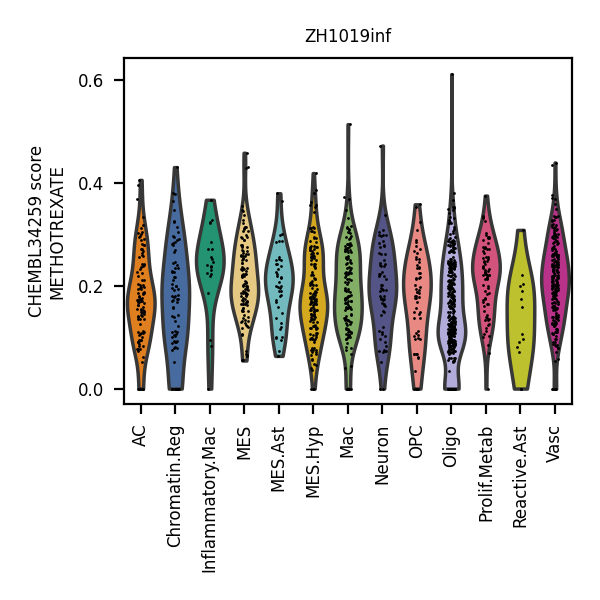 ZH1019inf
CHEMBL34259 score
METHOTREXATE
0.6
0.4
0.2
0.0
AC
Chromatin.Reg
Inflammatory.Mac
MES
MES.Ast
MES.Hyp
Mac
Neuron
OPC
Oligo
Prolif.Metab
Reactive.Ast
Vasc